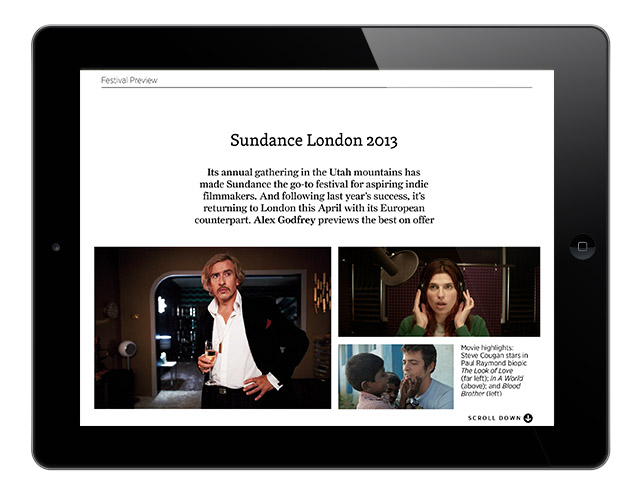 Festival Preview
Sundance London 2013
Its annual gathering in the Utah mountains has
made Sundance the go-to festival for aspiring indie
filmmakers. And following last year's success, it's
returning to London this April with its European
counterpart. Alex Godfrey previews the best on offer
Movie highlights:
Steve Cougan stars in
Paul Raymond biopic
The Look of Love
(far left); In A World
(above); and Blood
Brother (left)
SCROLL DOWN